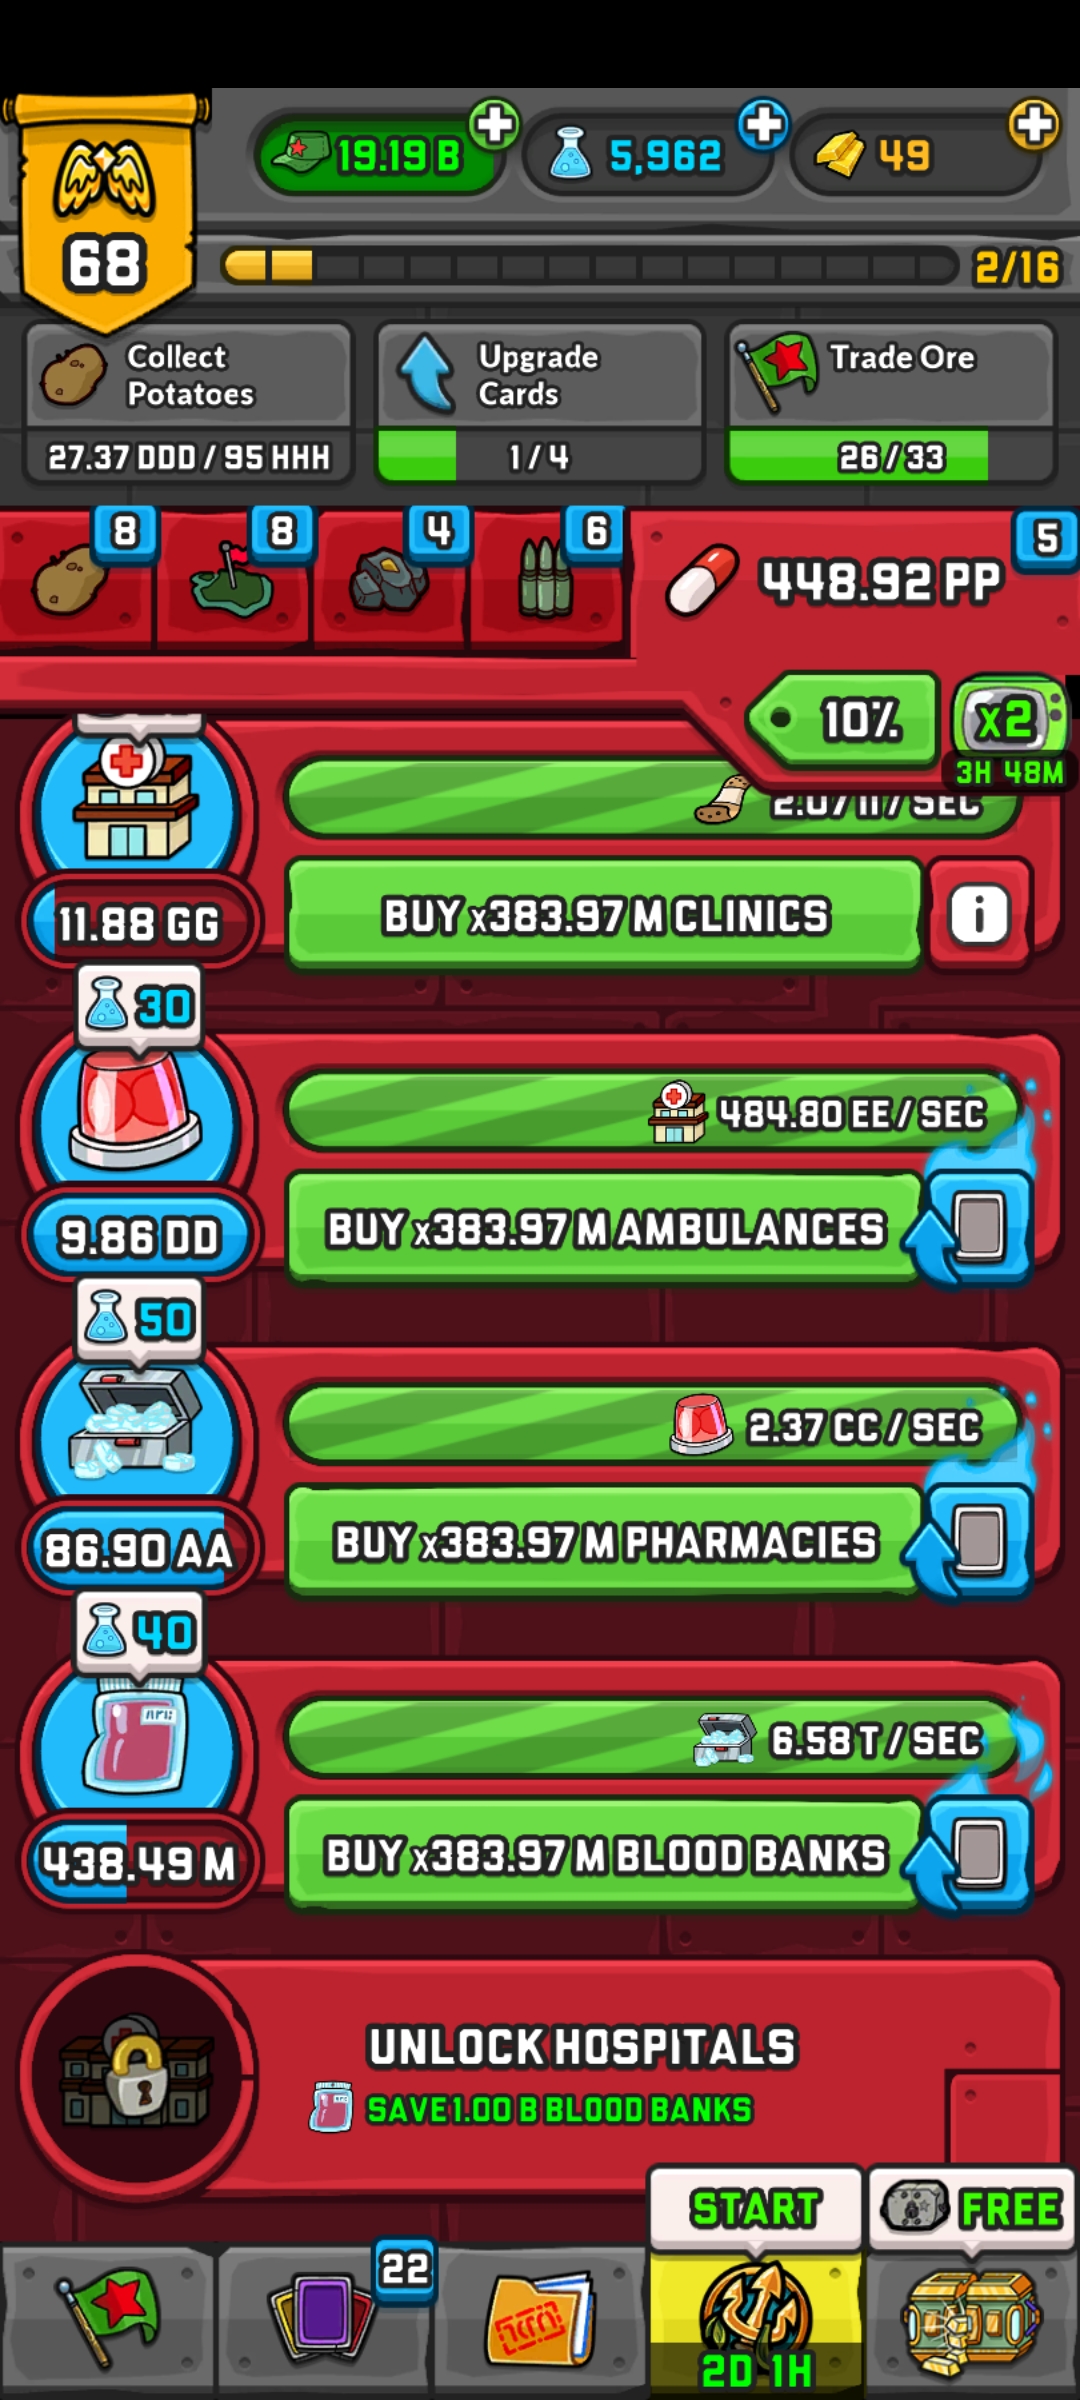 19.19 B
5,962
49
68
2/16
Collect Potatoes
27.37 DDD / 95 HHH
Upgrade Cards
1 / 4
Trade Ore
26 / 33
8
8
4
6
448.92 PP
5
10%
x2
3H 48M
11.88 GG
BUY x383.97 M CLINICS
i
30
484.80 EE / SEC
9.86 DD
BUY x383.97 M AMBULANCES
50
2.37 CC / SEC
86.90 AA
BUY x383.97 M PHARMACIES
40
6.58 T / SEC
438.49 M
BUY x383.97 M BLOOD BANKS
UNLOCK HOSPITALS
SAVE 1.00 B BLOOD BANKS
START
FREE
22
2D 1H